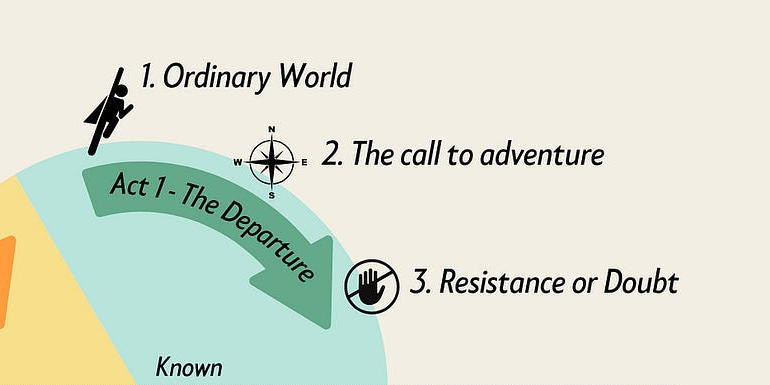 1. Ordinary World
N
W E
S
2. The call to adventure
Act 1 - The Departure
3. Resistance or Doubt
Known